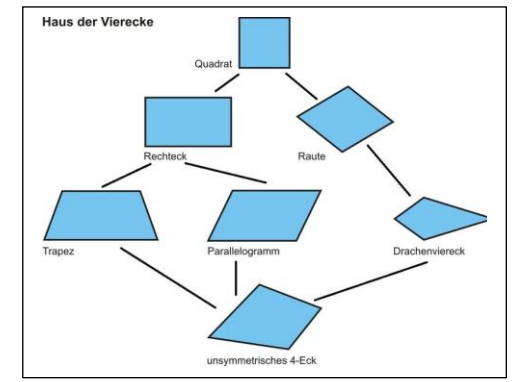 Haus der Vierecke
Quadrat
Rechteck
Raute
Trapez
Parallelogramm
Drachenviereck
unsymmetrisches 4-Eck